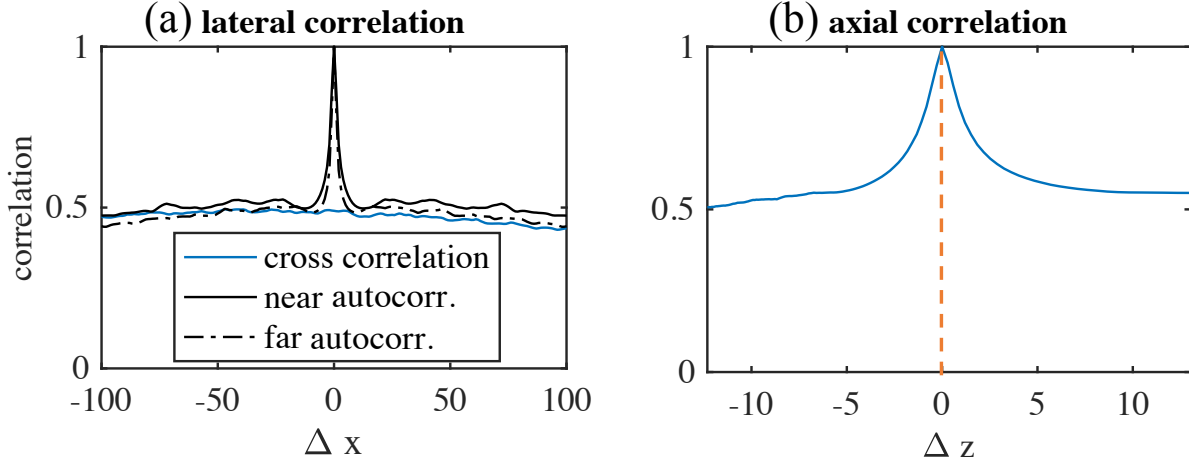 (a) lateral correlation
1
0.5
0
correlation
cross correlation
near autocorr.
far autocorr.
-100
-50
0
50
100
Δ x
(b) axial correlation
1
0.5
0
-10
-5
0
5
10
Δ z